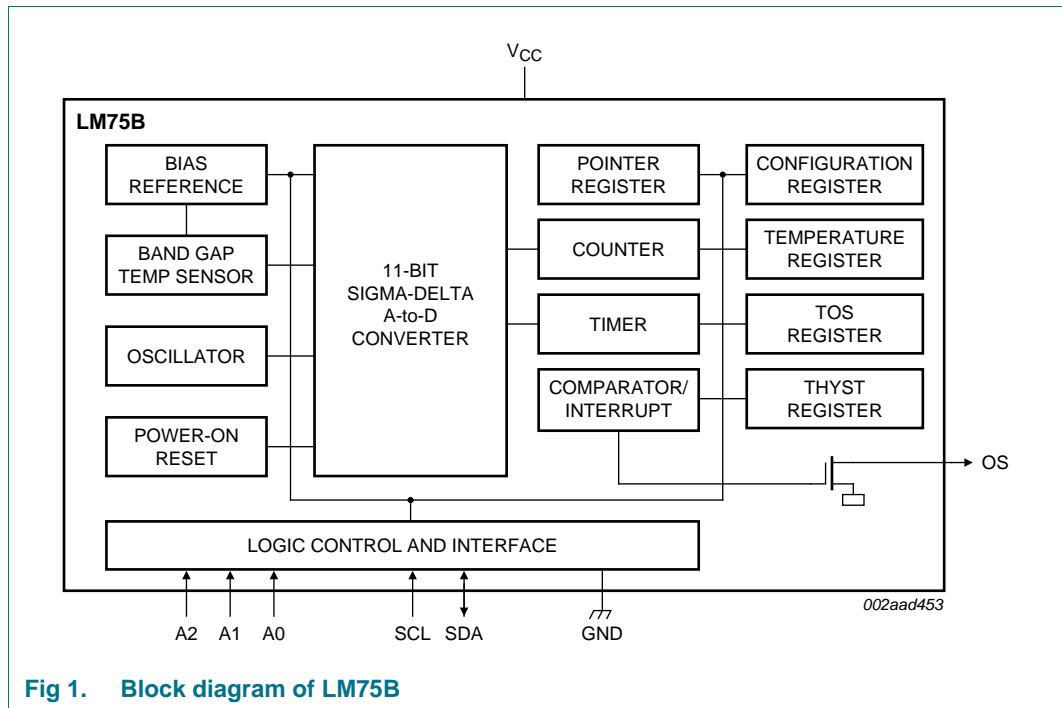 VCC
LM75B
BIAS
REFERENCE
BAND GAP
TEMP SENSOR
OSCILLATOR
POWER-ON
RESET
11-BIT
SIGMA-DELTA
A-to-D
CONVERTER
POINTER
REGISTER
COUNTER
TIMER
COMPARATOR/
INTERRUPT
CONFIGURATION
REGISTER
TEMPERATURE
REGISTER
TOS
REGISTER
THYST
REGISTER
OS
LOGIC CONTROL AND INTERFACE
002aad453
A2 A1 A0 SCL SDA GND
Fig 1. Block diagram of LM75B